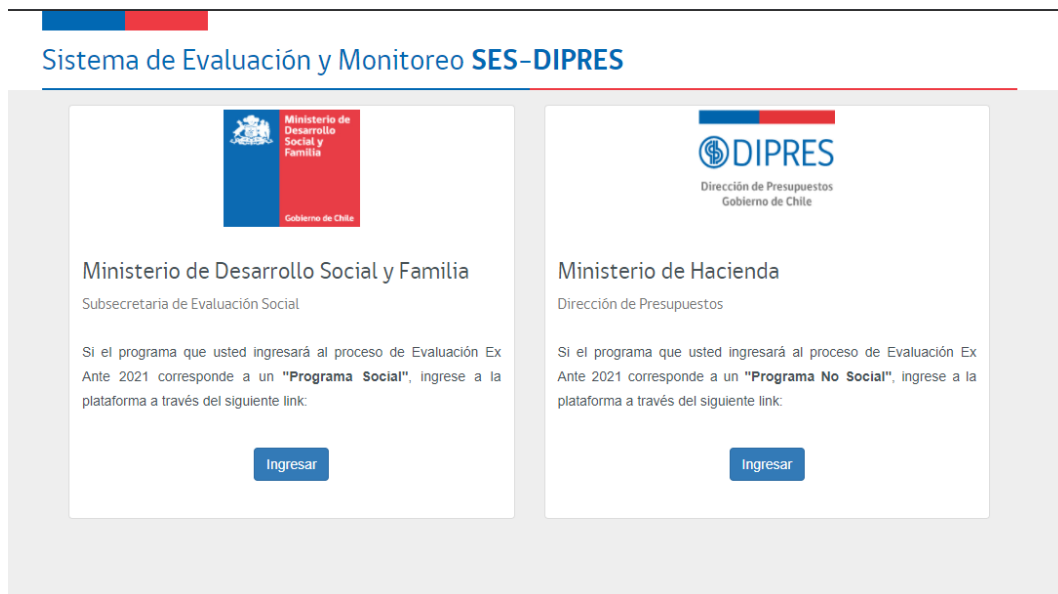 Sistema de Evaluación y Monitoreo SES-DIPRES
Ministerio de
Desarrollo
Social y
Familia
Gobierno de Chile
Ministerio de Desarrollo Social y Familia
Subsecretaria de Evaluación Social
Si el programa que usted ingresará al proceso de Evaluación Ex
Ante 2021 corresponde a un "Programa Social", ingrese a la
plataforma a través del siguiente link:
Ingresar
DIPRES
Dirección de Presupuestos
Gobierno de Chile
Ministerio de Hacienda
Dirección de Presupuestos
Si el programa que usted ingresará al proceso de Evaluación Ex
Ante 2021 corresponde a un "Programa No Social", ingrese a la
plataforma a través del siguiente link:
Ingresar